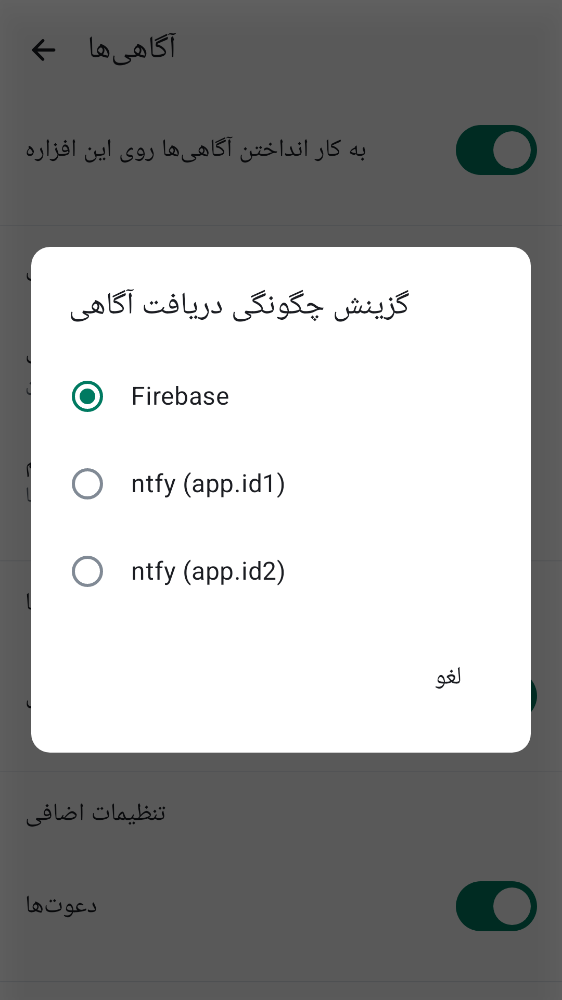 آگاهی‌ها
به کار انداختن آگاهی‌ها روی این افزاره
گزینش چگونگی دریافت آگاهی
Firebase
ntfy (app.id1)
ntfy (app.id2)
لغو
تنظیمات اضافی
دعوت‌ها